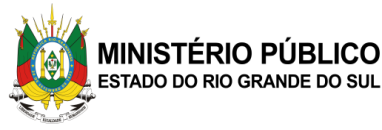 MINISTÉRIO PÚBLICO
ESTADO DO RIO GRANDE DO SUL